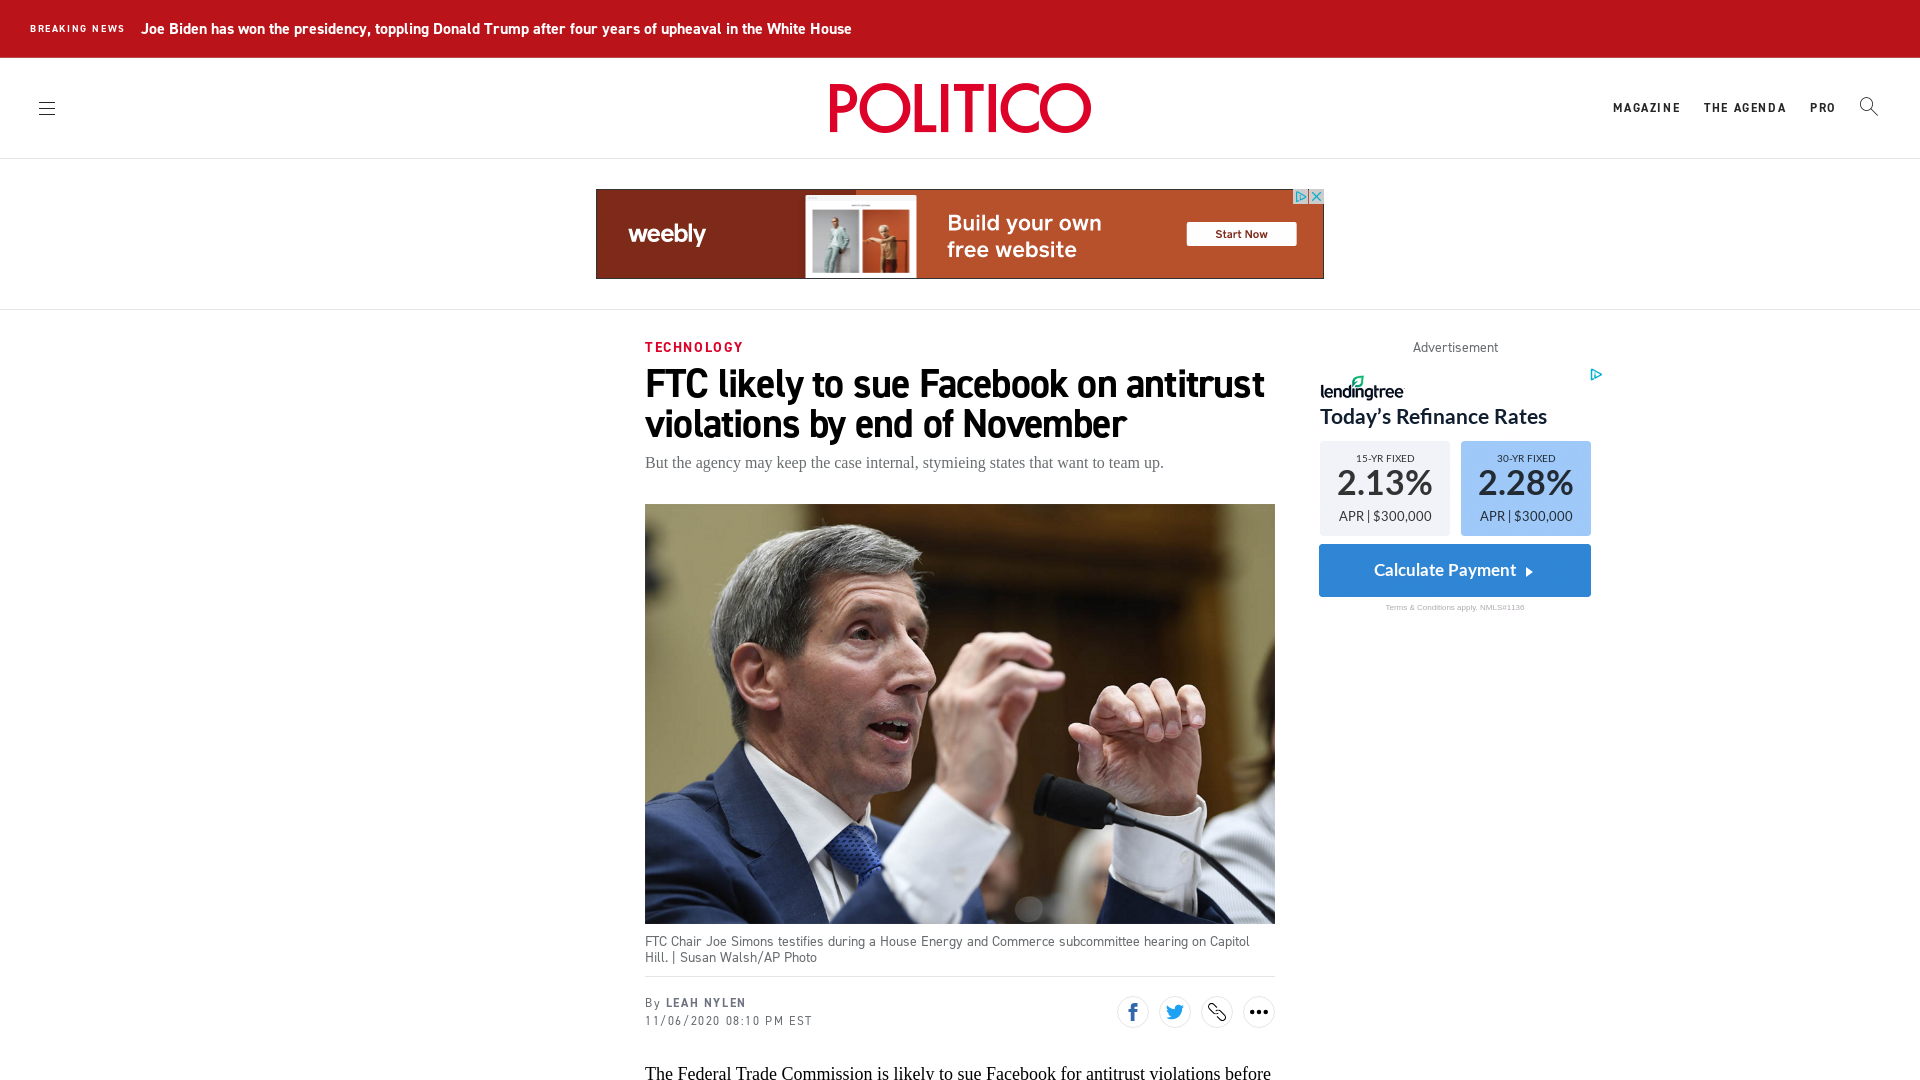 BREAKING NEWS Joe Biden has won the presidency, toppling Donald Trump after four years of upheaval in the White House
POLITICO
MAGAZINE THE AGENDA PRO
weebly
Build your own
free website
Start Now
TECHNOLOGY
FTC likely to sue Facebook on antitrust
violations by end of November
But the agency may keep the case internal, stymieing states that want to team up.
FTC Chair Joe Simons testifies during a House Energy and Commerce subcommittee hearing on Capitol
Hill. | Susan Walsh/AP Photo
By LEAH NYLEN
11/06/2020 08:10 PM EST
The Federal Trade Commission is likely to sue Facebook for antitrust violations before
Advertisement
lendingtree
Today’s Refinance Rates
15-YR FIXED
2.13%
APR | $300,000
30-YR FIXED
2.28%
APR | $300,000
Calculate Payment
Terms & Conditions apply. NMLS#1136